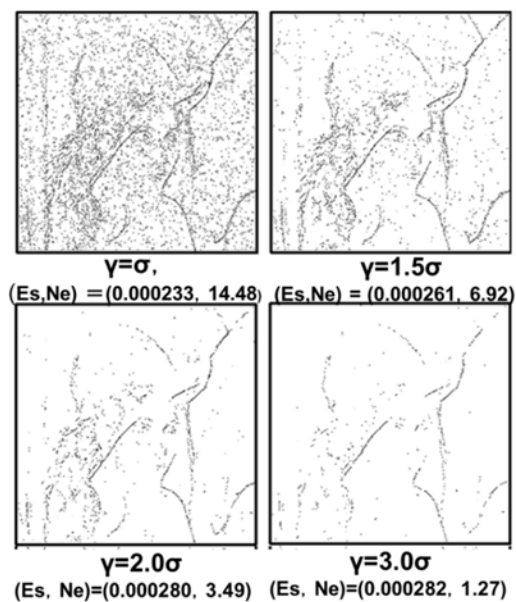 γ=σ,
(Es,Ne) =(0.000233, 14.48)
γ=1.5σ
(Es,Ne) = (0.000261, 6.92)
γ=2.0σ
(Es, Ne)=(0.000280, 3.49)
γ=3.0σ
(Es, Ne)=(0.000282, 1.27)